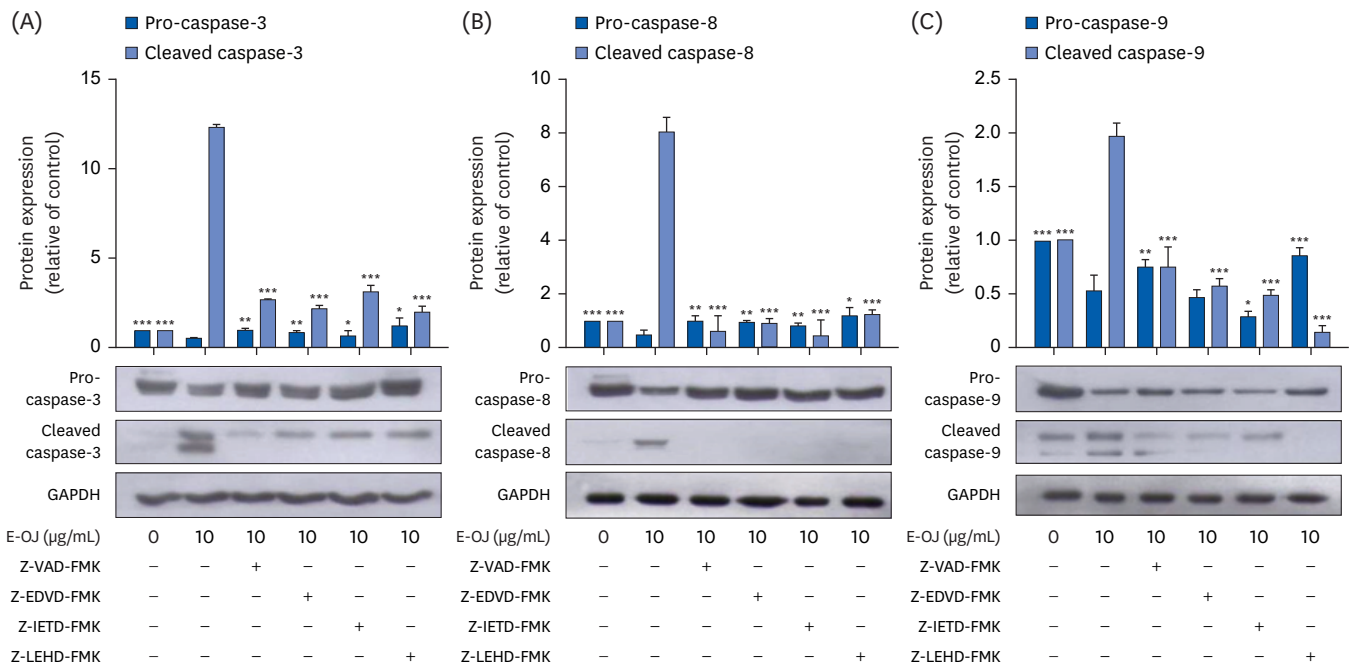 (A)
Pro-caspase-3
Cleaved caspase-3
Protein expression
(relative of control)
15
10
5
0
*** *** ** *** ** *** * *** * ***
Pro-
caspase-3
Cleaved
caspase-3
GAPDH
E-OJ (µg/mL) 0 10 10 10 10 10
Z-VAD-FMK – – + – – –
Z-EDVD-FMK – – – + – –
Z-IETD-FMK – – – – + –
Z-LEHD-FMK – – – – – +
(B)
Pro-caspase-8
Cleaved caspase-8
Protein expression
(relative of control)
10
8
6
4
2
0
*** *** ** *** ** *** ** *** * ***
Pro-
caspase-8
Cleaved
caspase-8
GAPDH
E-OJ (µg/mL) 0 10 10 10 10 10
Z-VAD-FMK – – + – – –
Z-EDVD-FMK – – – + – –
Z-IETD-FMK – – – – + –
Z-LEHD-FMK – – – – – +
(C)
Pro-caspase-9
Cleaved caspase-9
Protein expression
(relative of control)
2.5
2.0
1.5
1.0
0.5
0
*** *** ** *** *** * *** *** ***
Pro-
caspase-9
Cleaved
caspase-9
GAPDH
E-OJ (µg/mL) 0 10 10 10 10 10
Z-VAD-FMK – – + – – –
Z-EDVD-FMK – – – + – –
Z-IETD-FMK – – – – + –
Z-LEHD-FMK – – – – – +